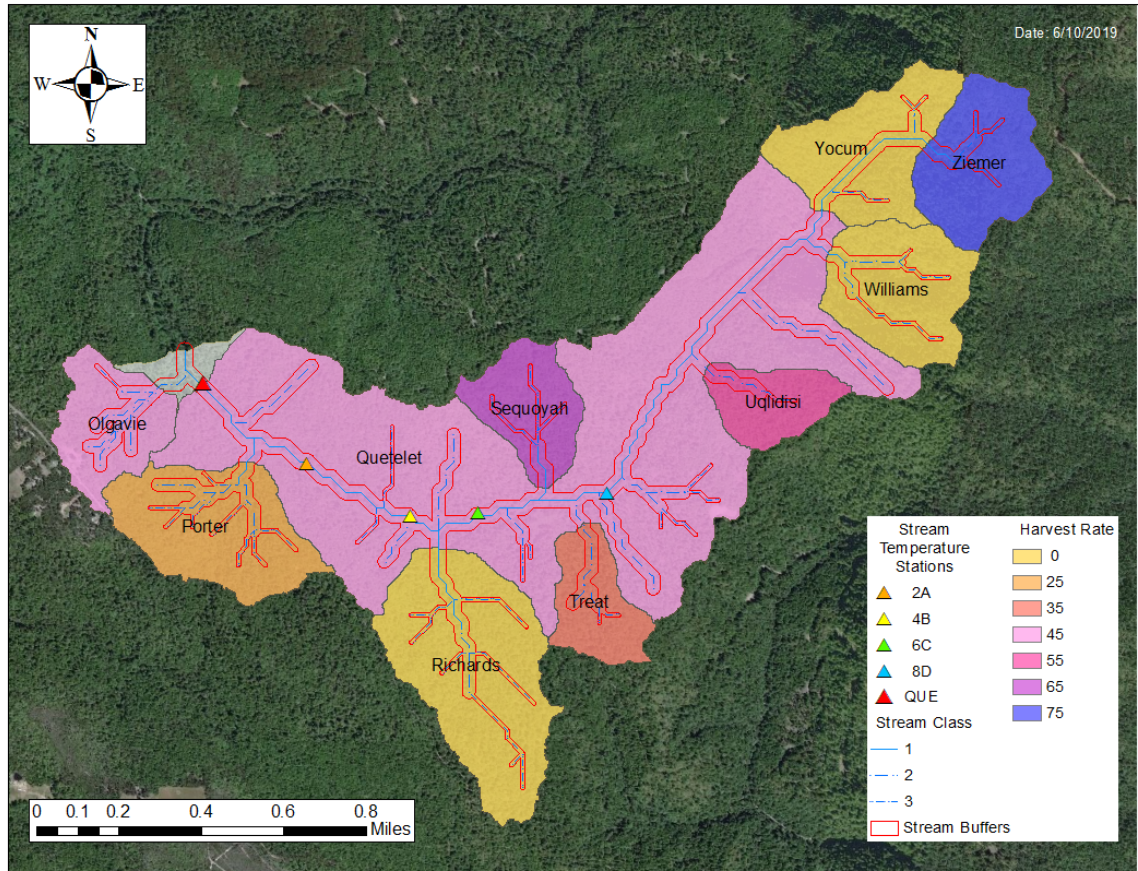 Date: 6/10/2019
N
W E
S
Yocum
Ziemer
Williams
Uqlidisi
Sequoyah
Olgavie
Quetelet
Porter
Treat
Richards
Stream
Temperature
Stations
2A
4B
6C
8D
QUE
Stream Class
1
2
3
Stream Buffers
Harvest Rate
0
25
35
45
55
65
75
0 0.1 0.2 0.4 0.6 0.8
Miles